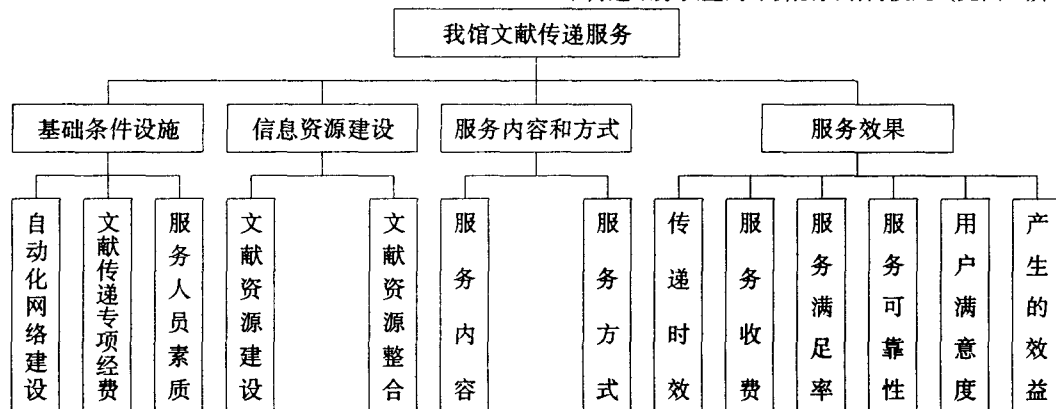 我馆文献传递服务
基础条件设施
信息资源建设
服务内容和方式
服务效果
自动化网络建设
文献传递专项经费
服务人员素质
文献资源建设
文献资源整合
服务内容
服务方式
传递时效
服务收费
服务满足率
服务可靠性
用户满意度
产生的效益